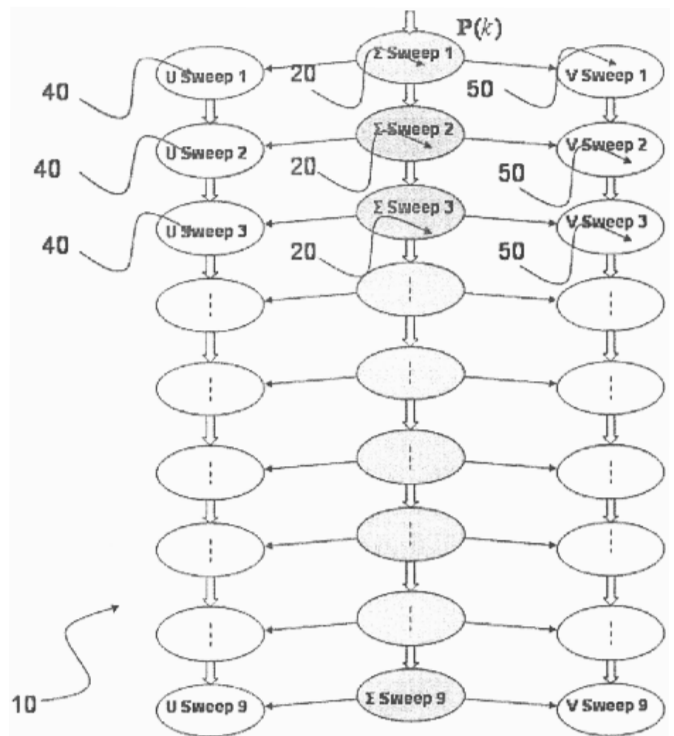 P(k)
U Sweep 1
Σ Sweep 1
V Sweep 1
40
20
50
U Sweep 2
Σ Sweep 2
V Sweep 2
40
20
50
U Sweep 3
Σ Sweep 3
V Sweep 3
40
20
50
10
U Sweep 9
Σ Sweep 9
V Sweep 9